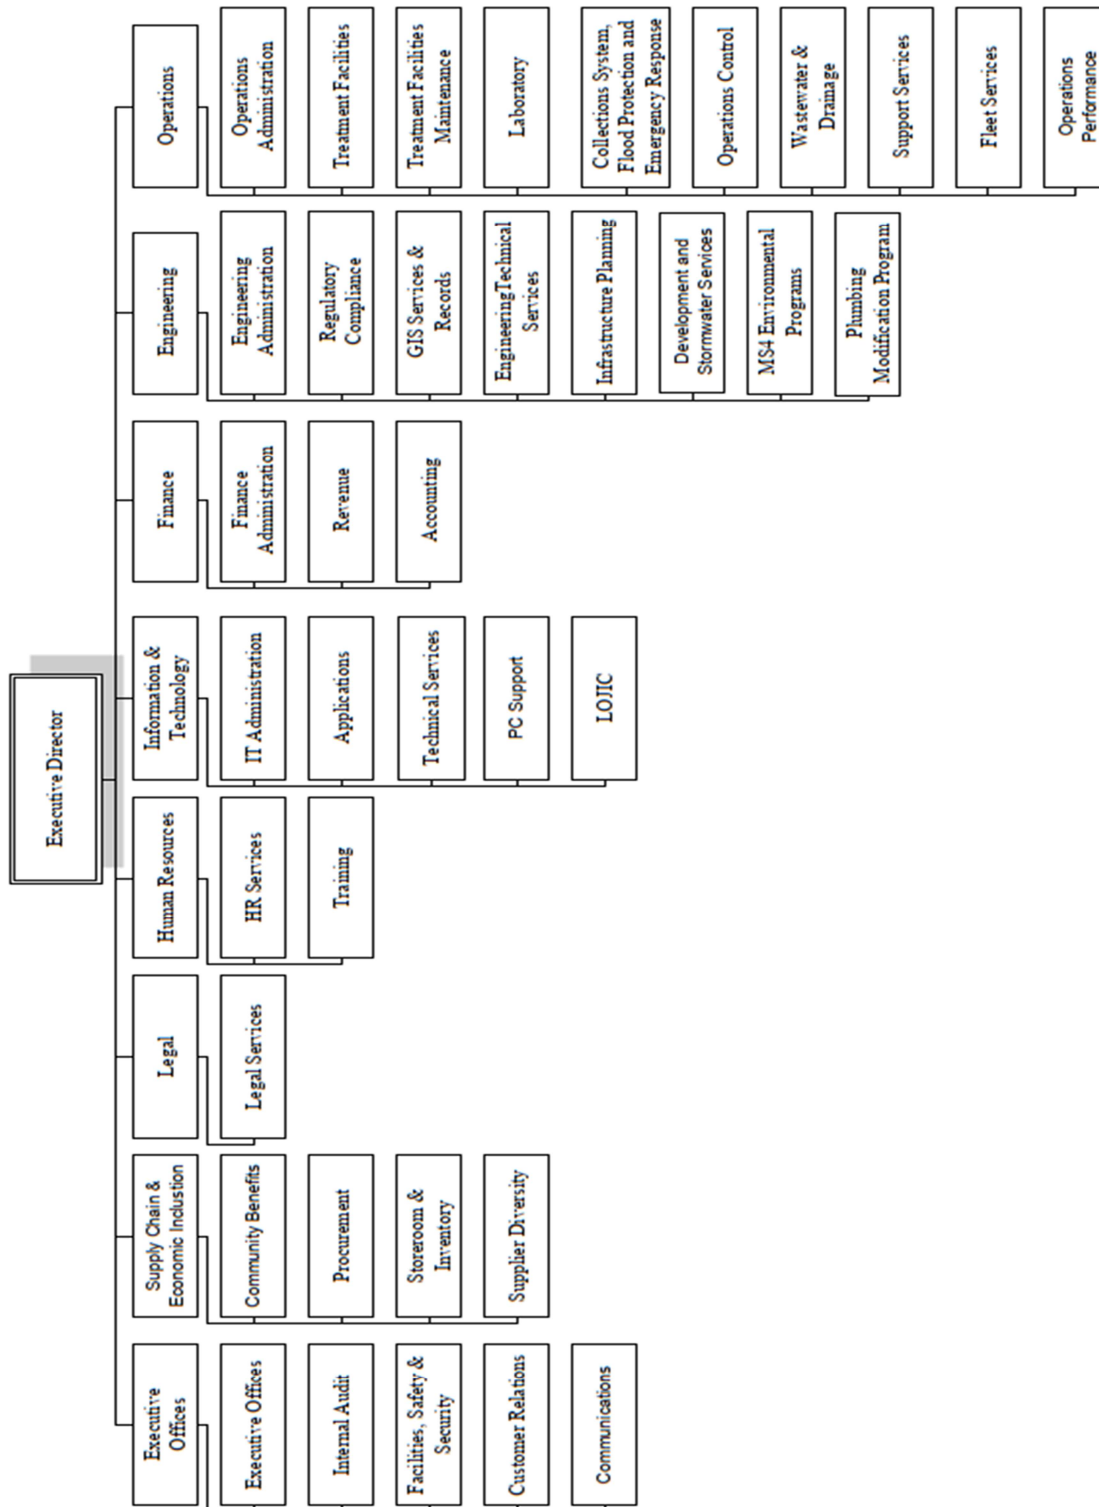 Executive Director
Executive
Offices
Executive Offices
Internal Audit
Facilities, Safety &
Security
Customer Relations
Communications
Supply Chain &
Economic Inclustion
Community Benefits
Procurement
Storeroom &
Inventory
Supplier Diversity
Legal
Legal Services
Human Resources
HR Services
Training
Information &
Technology
IT Administration
Applications
Technical Services
PC Support
LOJIC
Finance
Finance
Administration
Revenue
Accounting
Engineering
Engineering
Administration
Regulatory
Compliance
GIS Services &
Records
EngineeringTechnical
Services
Infrastructure Planning
Development and
Stormwater Services
MS4 Environmental
Programs
Plumbing
Modification Program
Operations
Operations
Administration
Treatment Facilities
Treatment Facilities
Maintenance
Laboratory
Collections System,
Flood Protection and
Emergency Response
Operations Control
Wastewater &
Drainage
Support Services
Fleet Services
Operations
Performance